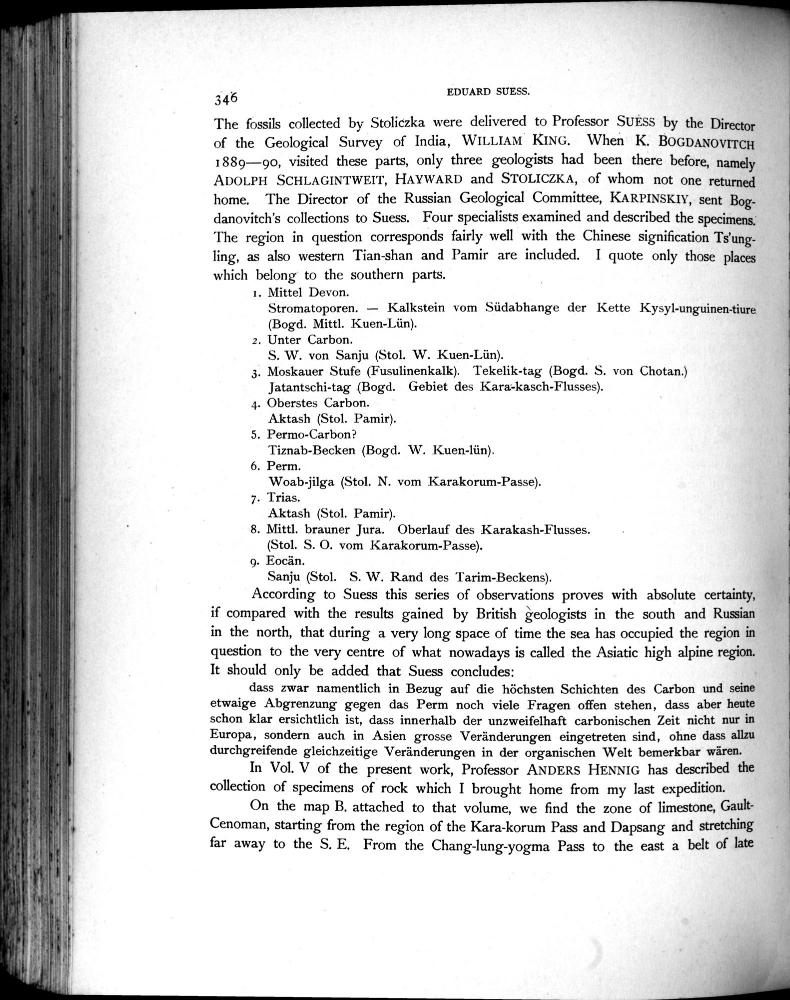 346
EDUARD SUESS.
The fossils collected by Stoliczka were delivered to Professor SUESS by the Director
of the Geological Survey of India, WILLIAM KING. When K. BOGDANOVITCH
1889—90, visited these parts, only three geologists had been there before, namely
ADOLPH SCHLAGINTWEIT, HAYWARD and STOLICZKA, of whom not one returned
home. The Director of the Russian Geological Committee, KARPINSKIY, sent Bog-
danovitch's collections to Suess. Four specialists examined and described the specimens.
The region in question corresponds fairly well with the Chinese signification Ts'ung-
ling, as also western Tian-shan and Pamir are included. I quote only those places
which belong to the southern parts.
1. Mittel Devon.
Stromatoporen. — Kalkstein vom Südabhange der Kette Kysyl-unguinen-tiure
(Bogd. Mittl. Kuen-Lün).
2. Unter Carbon.
S. W. von Sanju (Stol. W. Kuen-Lün).
3. Moskauer Stufe (Fusulinenkalk). Tekelik-tag (Bogd. S. von Chotan.)
Jatantschi-tag (Bogd. Gebiet des Kara-kasch-Flusses).
4. Oberstes Carbon.
Aktash (Stol. Pamir).
5. Permo-Carbon?
Tiznab-Becken (Bogd. W. Kuen-lün).
6. Perm.
Woab-jilga (Stol. N. vom Karakorum-Passe).
7. Trias.
Aktash (Stol. Pamir).
8. Mittl. brauner Jura. Oberlauf des Karakash-Flusses.
(Stol. S. O. vom Karakorum-Passe).
9. Eocän.
Sanju (Stol. S. W. Rand des Tarim-Beckens).
According to Suess this series of observations proves with absolute certainty,
if compared with the results gained by British geologists in the south and Russian
in the north, that during a very long space of time the sea has occupied the region in
question to the very centre of what nowadays is called the Asiatic high alpine region.
It should only be added that Suess concludes:
dass zwar namentlich in Bezug auf die höchsten Schichten des Carbon und seine
etwaige Abgrenzung gegen das Perm noch viele Fragen offen stehen, dass aber heute
schon klar ersichtlich ist, dass innerhalb der unzweifelhaft carbonischen Zeit nicht nur in
Europa, sondern auch in Asien grosse Veränderungen eingetreten sind, ohne dass allzu
durchgreifende gleichzeitige Veränderungen in der organischen Welt bemerkbar wären.
In Vol. V of the present work, Professor ANDERS HENNIG has described the
collection of specimens of rock which I brought home from my last expedition.
On the map B. attached to that volume, we find the zone of limestone, Gault-
Cenoman, starting from the region of the Kara-korum Pass and Dapsang and stretching
far away to the S. E. From the Chang-lung-yogma Pass to the east a belt of late